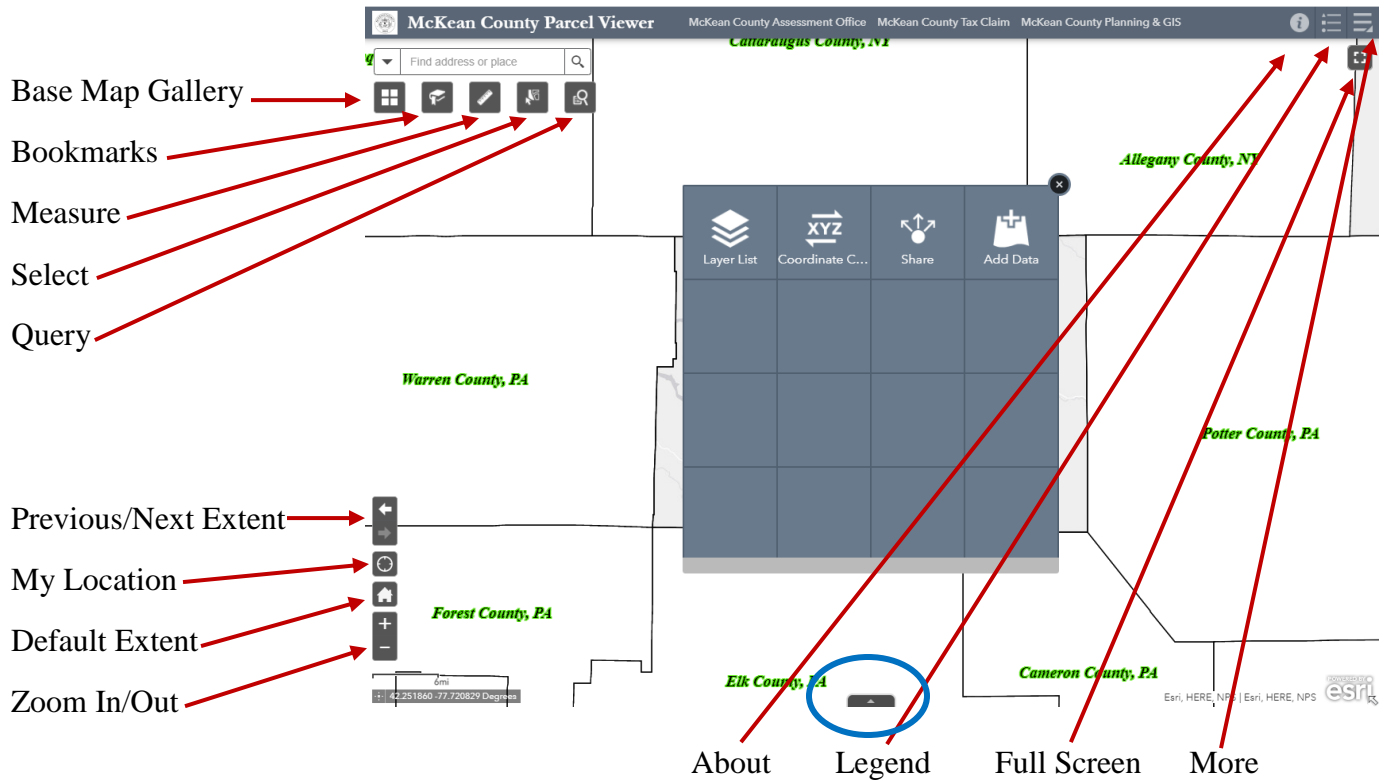 McKean County Parcel Viewer
McKean County Assessment Office McKean County Tax Claim McKean County Planning & GIS
Cattaraugus County, NY
Find address or place
Base Map Gallery
Bookmarks
Measure
Select
Query
Allegany County, NY
Layer List
XYZ
Coordinate C...
Share
Add Data
Warren County, PA
Potter County, PA
Previous/Next Extent
My Location
Default Extent
Zoom In/Out
Forest County, PA
Elk County, PA
Cameron County, PA
6mi
42.251860 -77.720829 Degrees
Esri, HERE, NPS | Esri, HERE, NPS
POWERED BY
esri
About
Legend
Full Screen
More